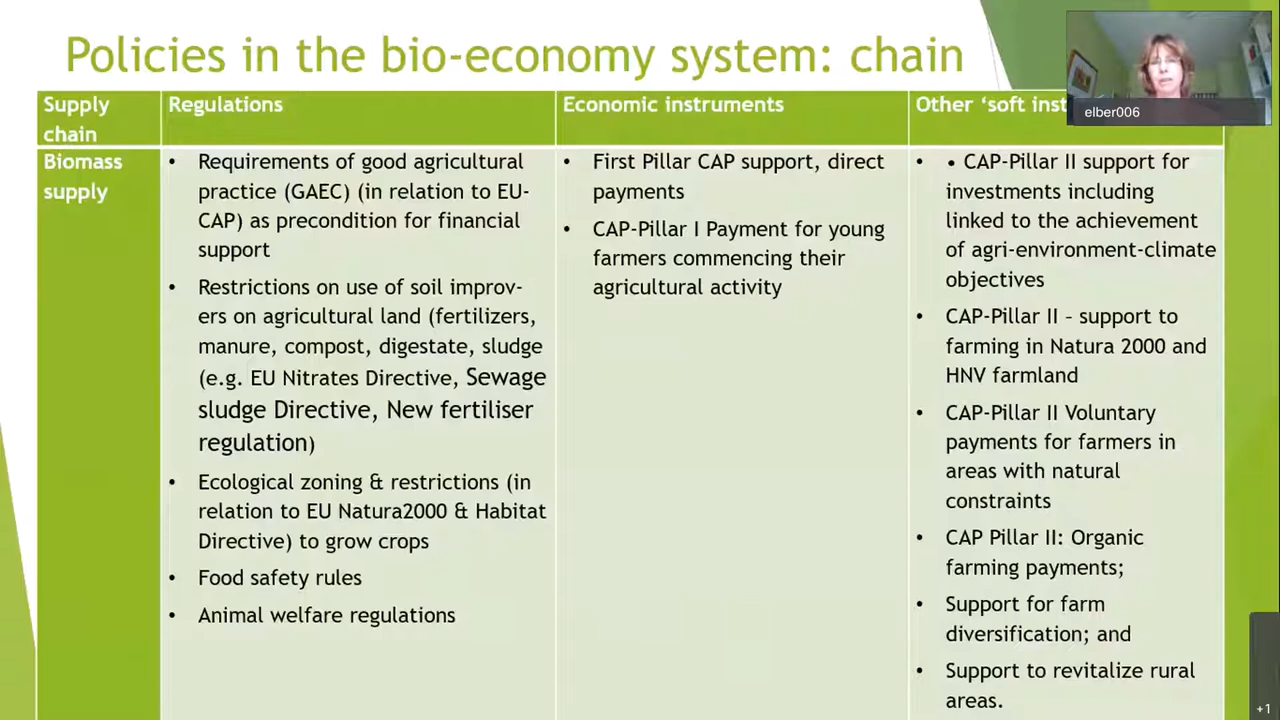 Policies in the bio-economy system: chain
elber006
Supply
chain
Regulations
Economic instruments
Other ‘soft inst
Biomass
supply
• Requirements of good agricultural
practice (GAEC) (in relation to EU-
CAP) as precondition for financial
support
• Restrictions on use of soil improv-
ers on agricultural land (fertilizers,
manure, compost, digestate, sludge
(e.g. EU Nitrates Directive, Sewage
sludge Directive, New fertiliser
regulation)
• Ecological zoning & restrictions (in
relation to EU Natura2000 & Habitat
Directive) to grow crops
• Food safety rules
• Animal welfare regulations
• First Pillar CAP support, direct
payments
• CAP-Pillar I Payment for young
farmers commencing their
agricultural activity
• • CAP-Pillar II support for
investments including
linked to the achievement
of agri-environment-climate
objectives
• CAP-Pillar II – support to
farming in Natura 2000 and
HNV farmland
• CAP-Pillar II Voluntary
payments for farmers in
areas with natural
constraints
• CAP Pillar II: Organic
farming payments;
• Support for farm
diversification; and
• Support to revitalize rural
areas.
+1